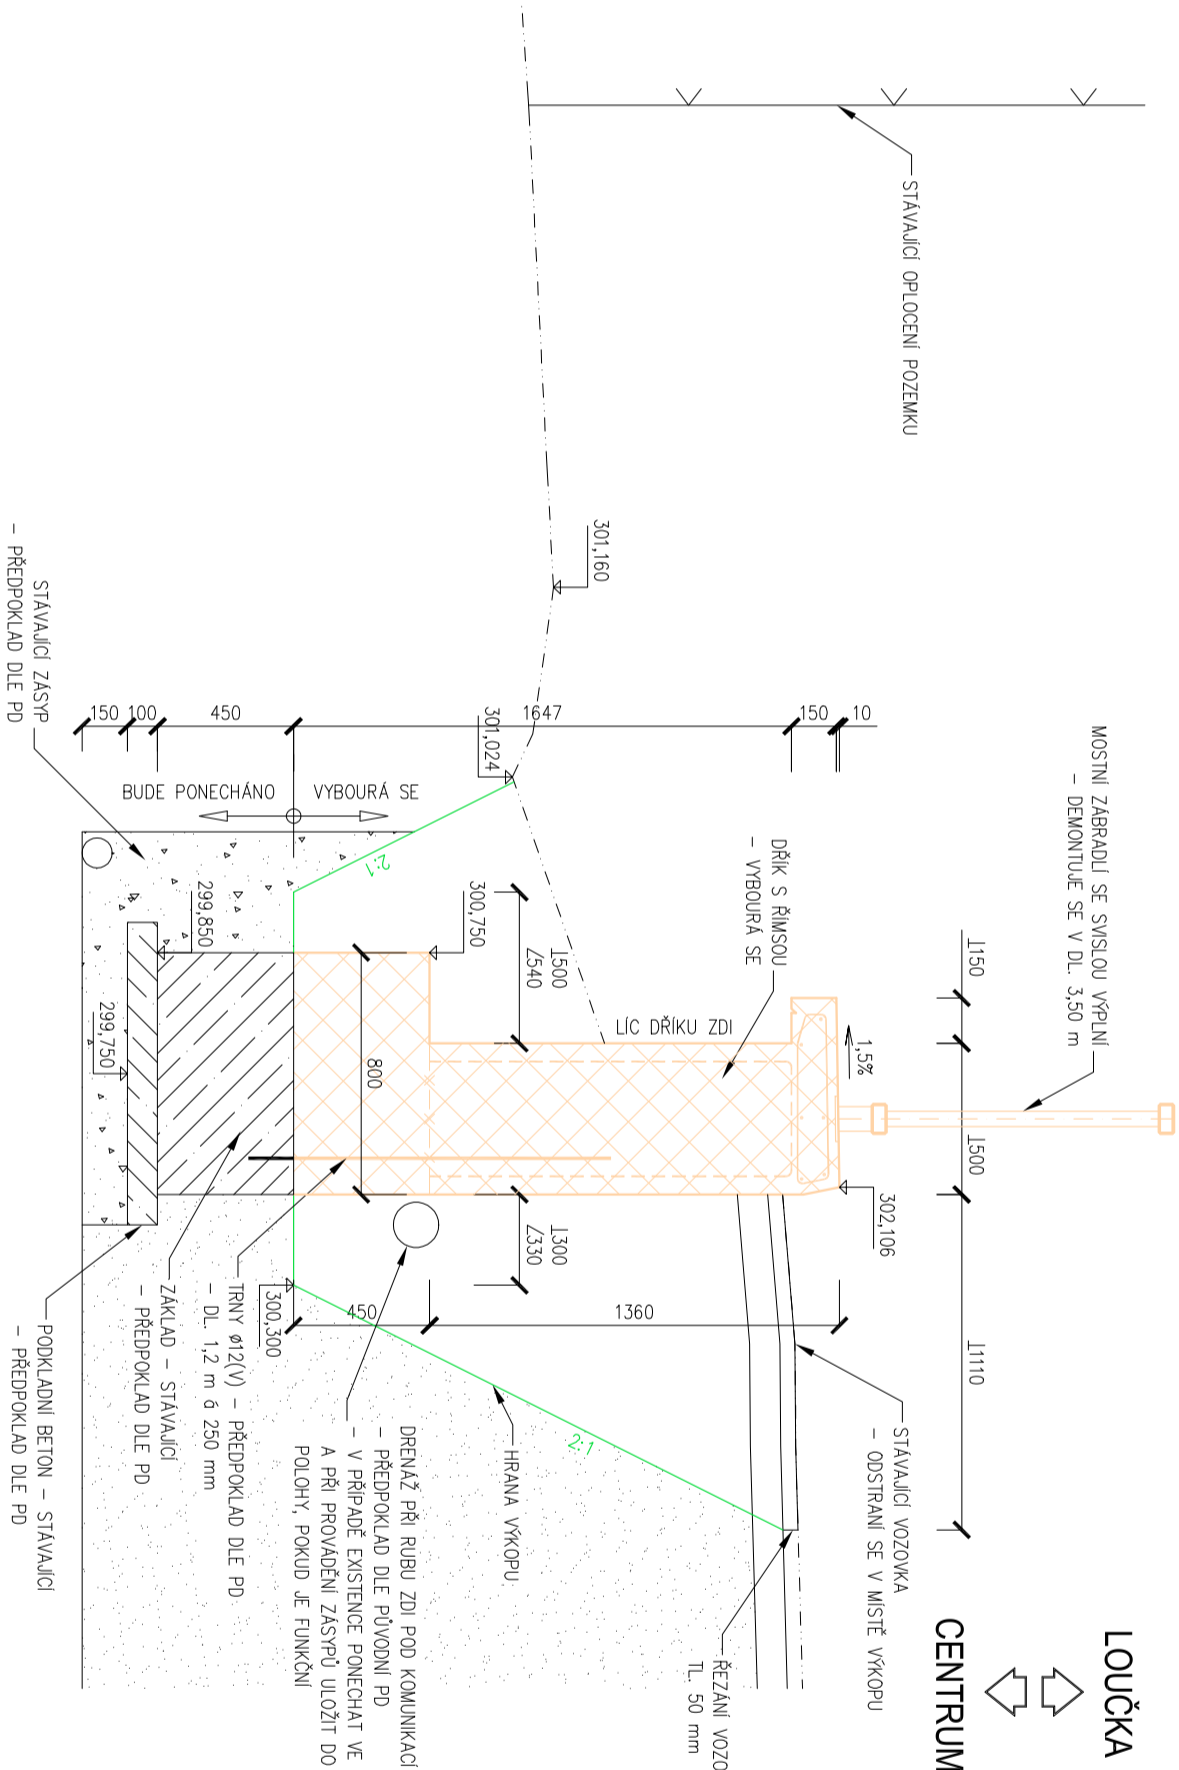 STÁVAJÍCÍ OPLOCENÍ POZEMKU
MOSTNÍ ZÁBRADLÍ SE SVISLOU VÝPLNÍ
- DEMONTUJE SE V DL. 3,50 m
LOUČKA
CENTRUM
⊥150
⊥500
⊥1110
1,5%
302,106
STÁVAJÍCÍ VOZOVKA
- ODSTRANÍ SE V MÍSTĚ VÝKOPU
ŘEZÁNÍ VOZO
TL. 50 mm
DŘÍK S ŘÍMSOU
- VYBOURÁ SE
LÍC DŘÍKU ZDI
301,160
301,024
10
150
1647
450
100
150
VYBOURÁ SE
BUDE PONECHÁNO
2:1
⊥500
∠540
300,750
800
⊥300
∠330
1360
450
300,300
2:1
HRANA VÝKOPU
299,850
299,750
DRENÁŽ PŘI RUBU ZDI POD KOMUNIKACÍ
- PŘEDPOKLAD DLE PŮVODNÍ PD
- V PŘÍPADĚ EXISTENCE PONECHAT VE
A PŘI PROVÁDĚNÍ ZÁSYPŮ ULOŽIT DO
POLOHY, POKUD JE FUNKČNÍ
TRNY ø12(V) - PŘEDPOKLAD DLE PD
- DL. 1,2 m á 250 mm
ZÁKLAD - STÁVAJÍCÍ
- PŘEDPOKLAD DLE PD
PODKLADNÍ BETON - STÁVAJÍCÍ
- PŘEDPOKLAD DLE PD
STÁVAJÍCÍ ZÁSYP
- PŘEDPOKLAD DLE PD